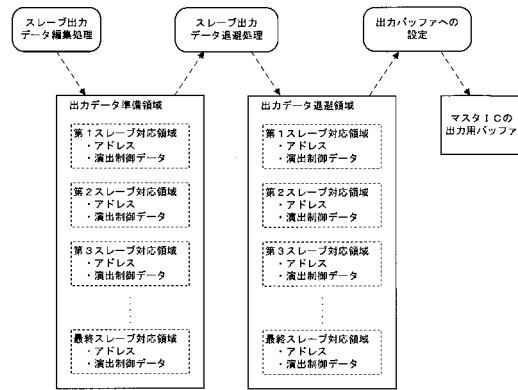 スレーブ出力
データ編集処理
スレーブ出力
データ退避処理
出力バッファへの
設定
出力データ準備領域
第1スレーブ対応領域
・アドレス
・演出制御データ
第2スレーブ対応領域
・アドレス
・演出制御データ
第3スレーブ対応領域
・アドレス
・演出制御データ
最終スレーブ対応領域
・アドレス
・演出制御データ
出力データ退避領域
第1スレーブ対応領域
・アドレス
・演出制御データ
第2スレーブ対応領域
・アドレス
・演出制御データ
第3スレーブ対応領域
・アドレス
・演出制御データ
最終スレーブ対応領域
・アドレス
・演出制御データ
マスタICの
出力用バッファ